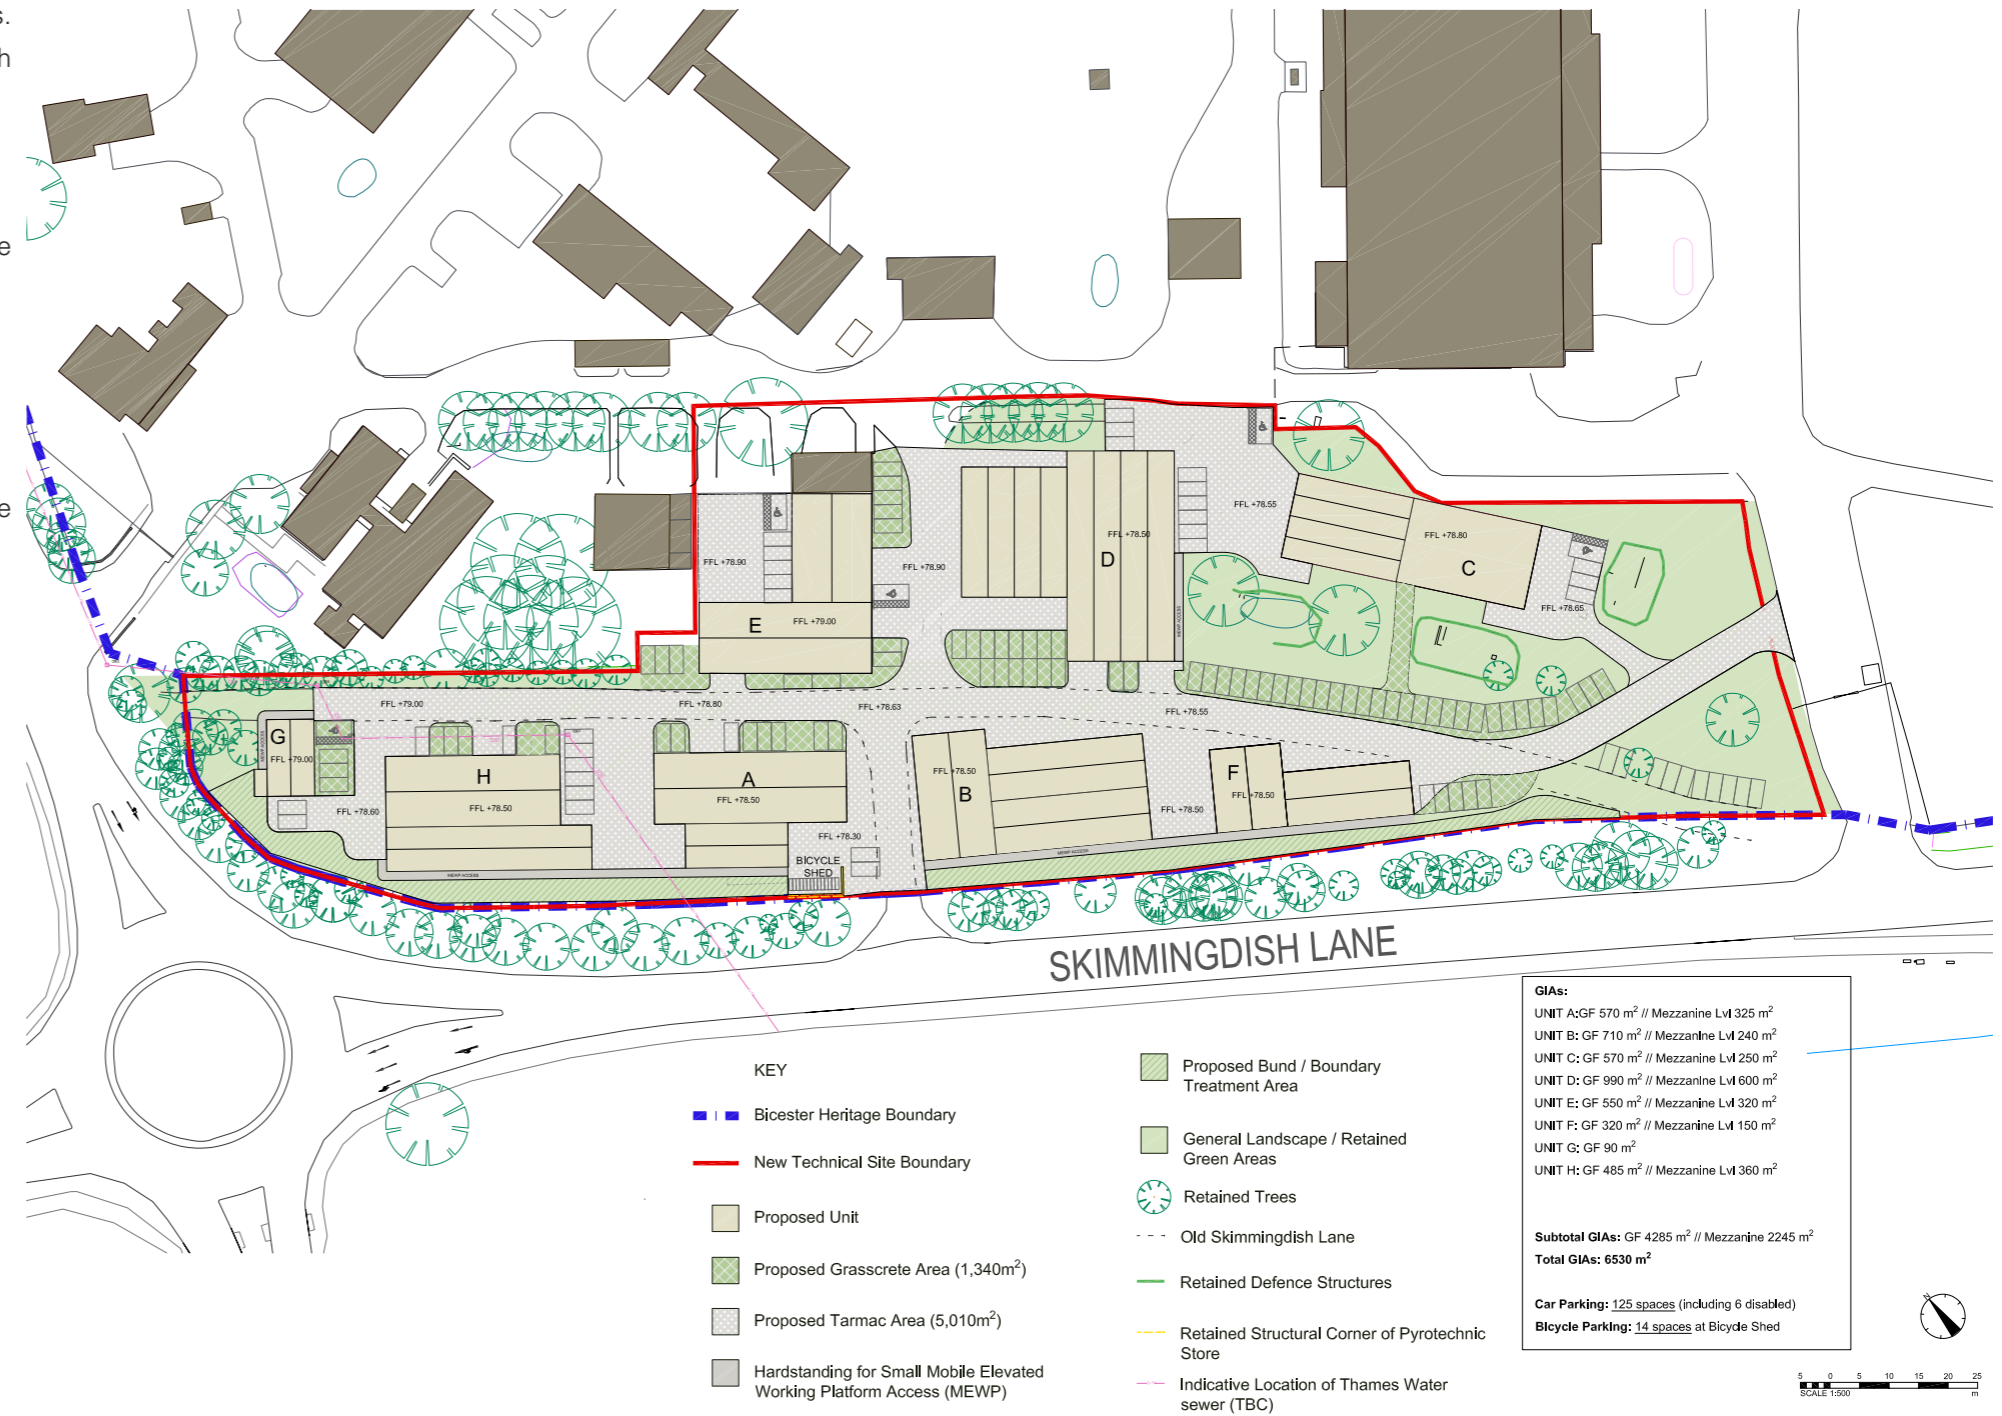 s.
h
e
e
FFL +78.55
FFL +78.50
D
FFL +78.80
C
FFL +78.90
FFL +78.90
FFL +78.65
E
FFL +79.00
MEWP ACCESS
FFL +79.00
FFL +78.80
FFL +78.63
FFL +78.55
G
FFL +79.00
MEWP ACCESS
H
FFL +78.50
A
FFL +78.50
FFL +78.50
B
F
FFL +78.50
FFL +78.60
FFL +78.50
FFL +78.30
BICYCLE
SHED
MEWP ACCESS
MEWP ACCESS
SKIMMINGDISH LANE
KEY
Bicester Heritage Boundary
New Technical Site Boundary
Proposed Unit
Proposed Grasscrete Area (1,340m²)
Proposed Tarmac Area (5,010m²)
Hardstanding for Small Mobile Elevated
Working Platform Access (MEWP)
Proposed Bund / Boundary
Treatment Area
General Landscape / Retained
Green Areas
Retained Trees
Old Skimmingdish Lane
Retained Defence Structures
Retained Structural Corner of Pyrotechnic
Store
Indicative Location of Thames Water
sewer (TBC)
GIAs:
UNIT A:GF 570 m² // Mezzanine Lvl 325 m²
UNIT B: GF 710 m² // Mezzanine Lvl 240 m²
UNIT C: GF 570 m² // Mezzanine Lvl 250 m²
UNIT D: GF 990 m² // Mezzanine Lvl 600 m²
UNIT E: GF 550 m² // Mezzanine Lvl 320 m²
UNIT F: GF 320 m² // Mezzanine Lvl 150 m²
UNIT G: GF 90 m²
UNIT H: GF 485 m² // Mezzanine Lvl 360 m²
Subtotal GIAs: GF 4285 m² // Mezzanine 2245 m²
Total GIAs: 6530 m²
Car Parking: 125 spaces (including 6 disabled)
Bicycle Parking: 14 spaces at Bicycle Shed
N
5 0 5 10 15 20 25
SCALE 1:500 m